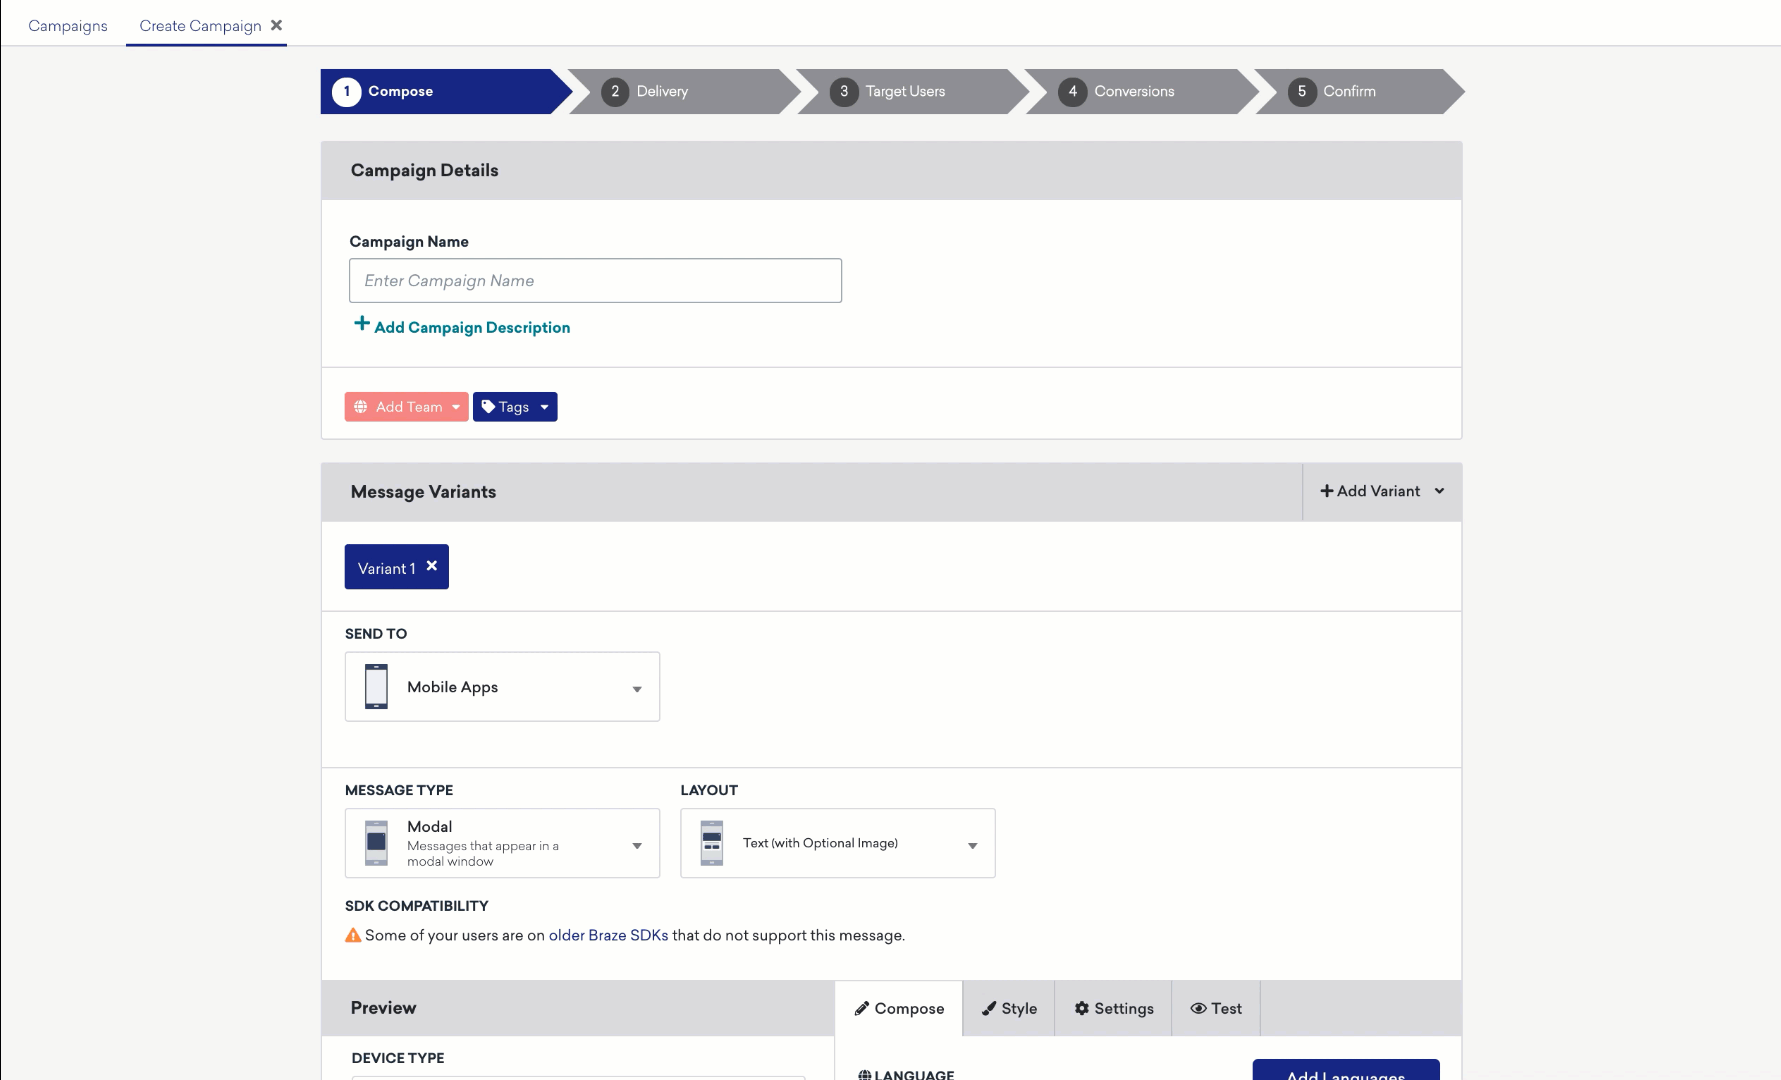 Campaigns
Create Campaign
1 Compose
2 Delivery
3 Target Users
4 Conversions
5 Confirm
Campaign Details
Campaign Name
Enter Campaign Name
Add Campaign Description
Add Team
Tags
Message Variants
Add Variant
Variant 1
SEND TO
Mobile Apps
MESSAGE TYPE
LAYOUT
Modal
Messages that appear in a
modal window
Text (with Optional Image)
SDK COMPATIBILITY
Some of your users are on older Braze SDKs that do not support this message.
Preview
Compose
Style
Settings
Test
DEVICE TYPE
LANGUAGE
Add Languages